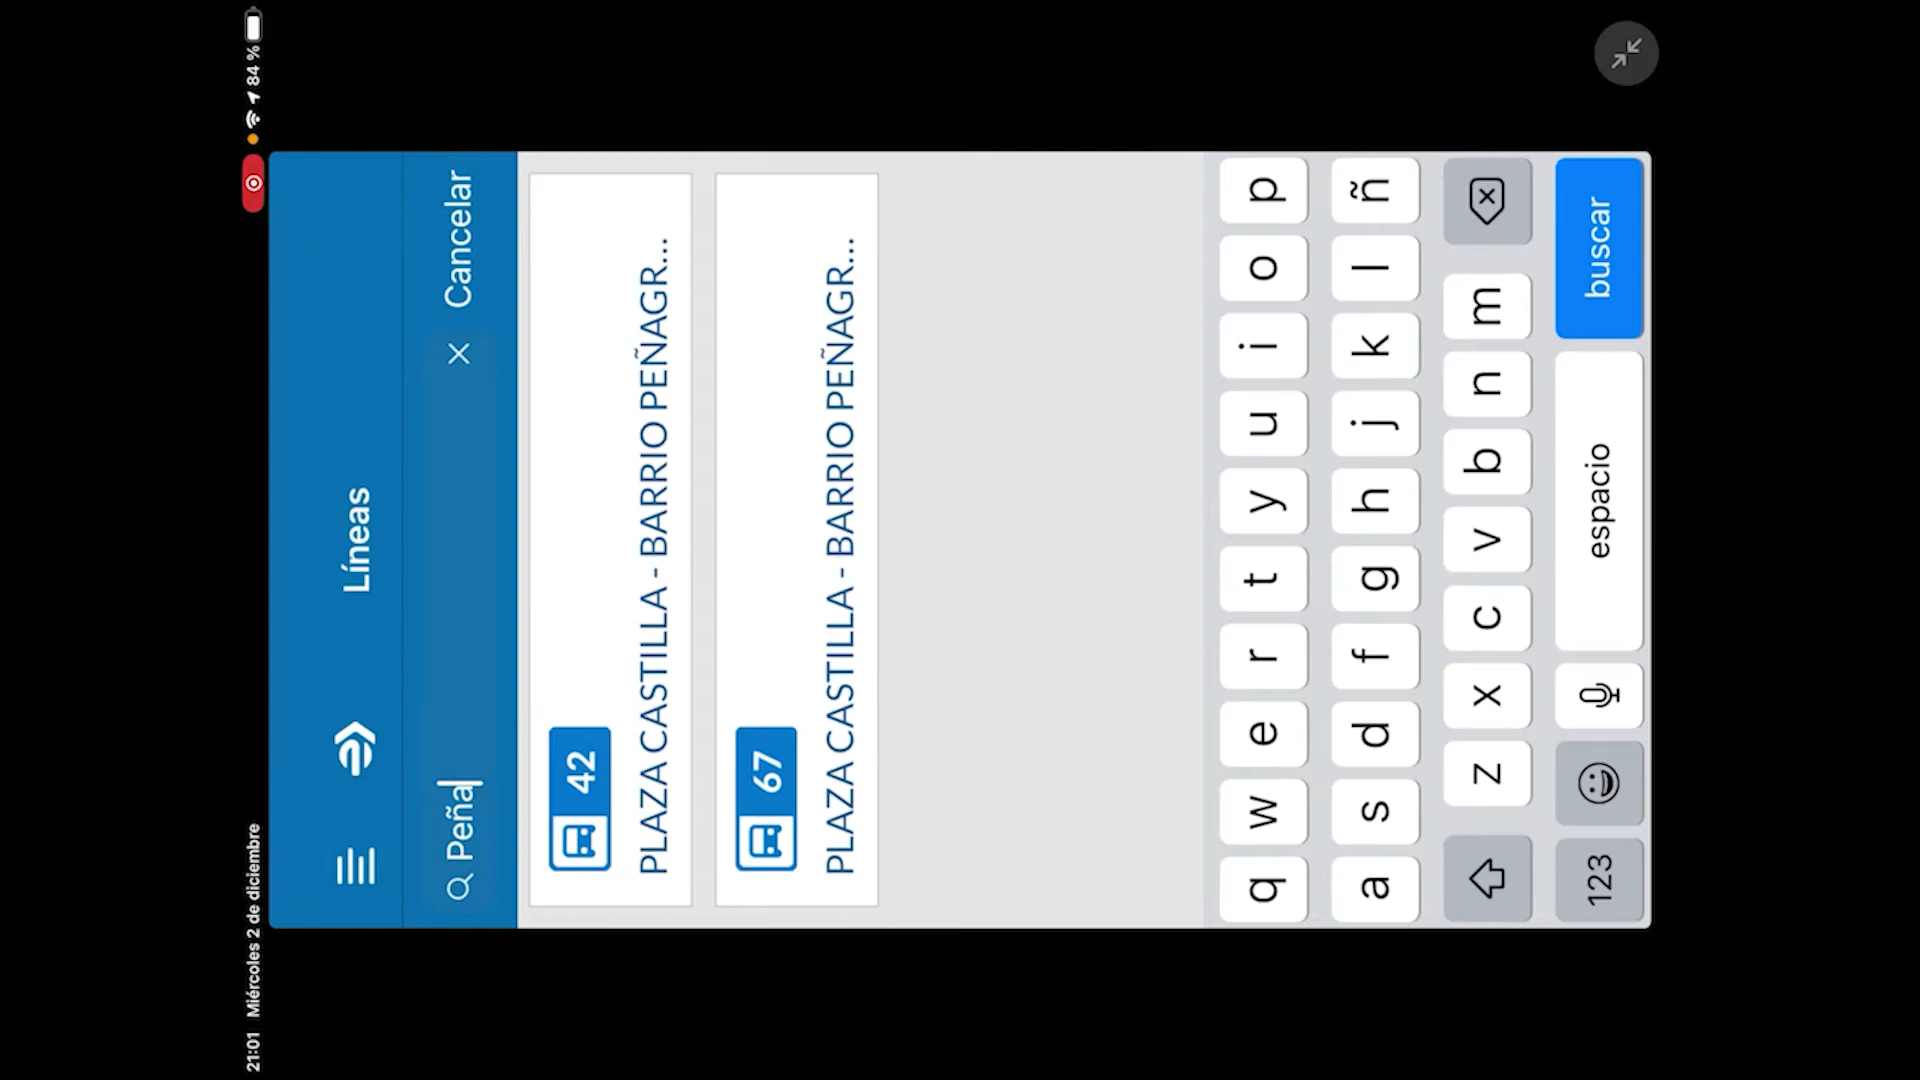 21:01 Miércoles 2 de diciembre
84 %
Líneas
Peña
Cancelar
42
PLAZA CASTILLA - BARRIO PEÑAGR...
67
PLAZA CASTILLA - BARRIO PEÑAGR...
q w e r t y u i o p
a s d f g h j k l ñ
z x c v b n m
123 espacio buscar